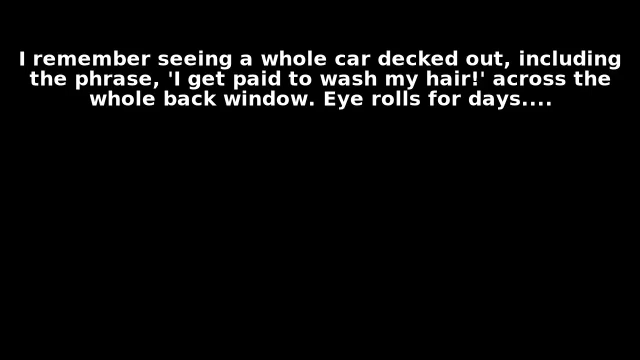 I remember seeing a whole car decked out, including
the phrase, 'I get paid to wash my hair!' across the
whole back window. Eye rolls for days....